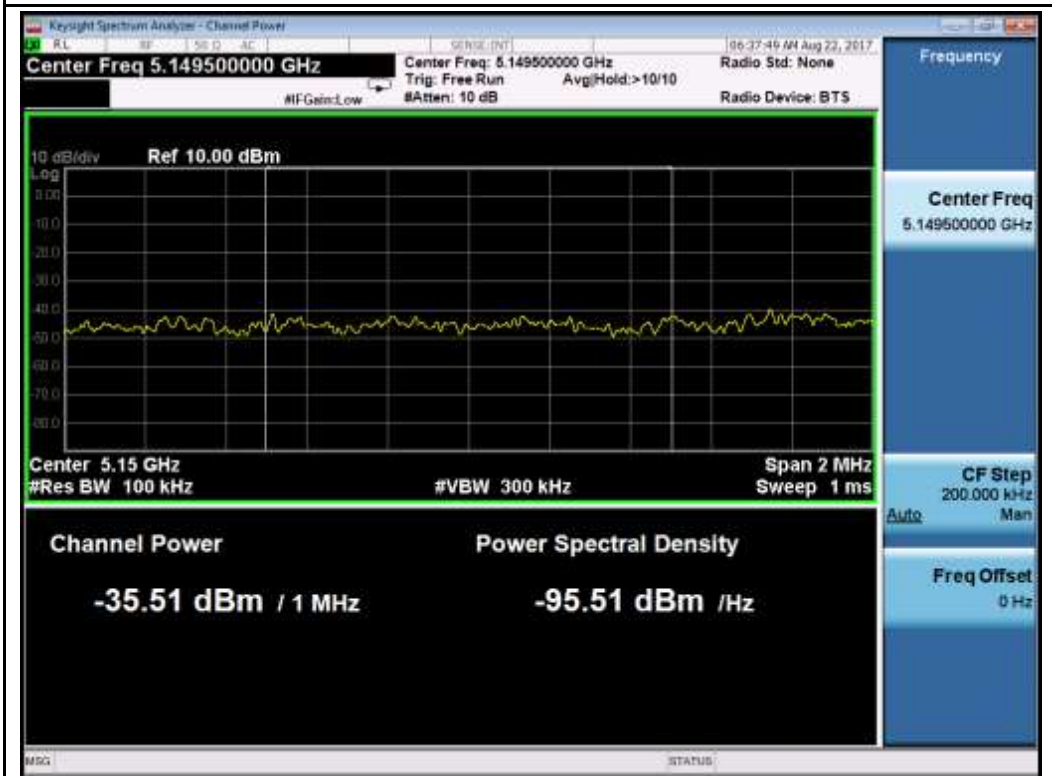 Keysight Spectrum Analyzer - Channel Power
RL RF 50 Ω AC SENSE:INT 06:37:49 AM Aug 22, 2017
Center Freq 5.149500000 GHz
Center Freq: 5.149500000 GHz
Radio Std: None
Trig: Free Run Avg|Hold:>10/10
#IFGain:Low
#Atten: 10 dB
Radio Device: BTS
10 dB/div Ref 10.00 dBm
Log
0.00
-10.0
-20.0
-30.0
-40.0
-50.0
-60.0
-70.0
-80.0
Center 5.15 GHz
Span 2 MHz
#Res BW 100 kHz
#VBW 300 kHz
Sweep 1 ms
Channel Power
Power Spectral Density
-35.51 dBm / 1 MHz
-95.51 dBm /Hz
MSG
STATUS
Frequency
Center Freq
5.149500000 GHz
CF Step
200.000 kHz
Auto Man
Freq Offset
0 Hz